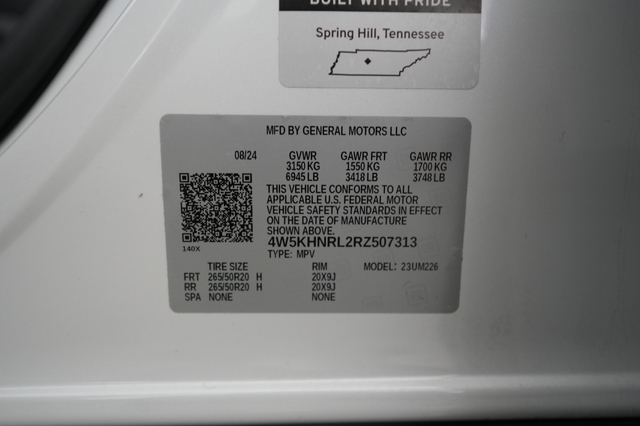 BUILT WITH PRIDE
Spring Hill, Tennessee
MFD BY GENERAL MOTORS LLC
08/24 GVWR GAWR FRT GAWR RR
3150 KG 1550 KG 1700 KG
6945 LB 3418 LB 3748 LB
THIS VEHICLE CONFORMS TO ALL
APPLICABLE U.S. FEDERAL MOTOR
VEHICLE SAFETY STANDARDS IN EFFECT
ON THE DATE OF MANUFACTURE
SHOWN ABOVE.
4W5KHNRL2RZ507313
140X
TYPE: MPV
TIRE SIZE RIM MODEL: 23UM226
FRT 265/50R20 H 20X9J
RR 265/50R20 H 20X9J
SPA NONE NONE